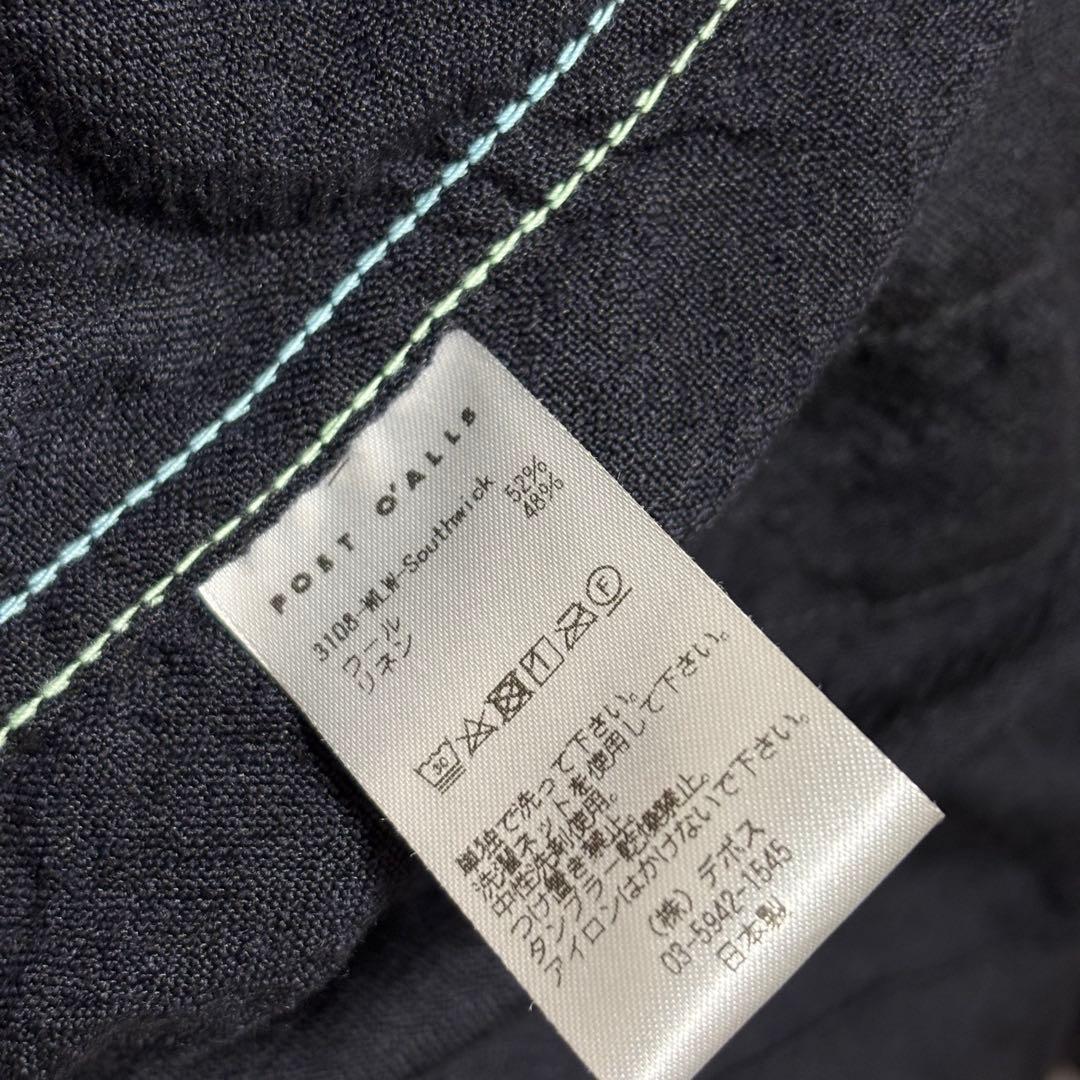 POST O'ALLS
3108-WLW-Southwick
ウール 52%
リネン 48%
30 F
単独で洗って下さい。
洗濯ネットを使用して下さい。
中性洗剤使用。
つけ置き禁止。
タンブラー乾燥禁止。
アイロンはかけないで下さい。
(株) デポス
03-5942-1545
日本製